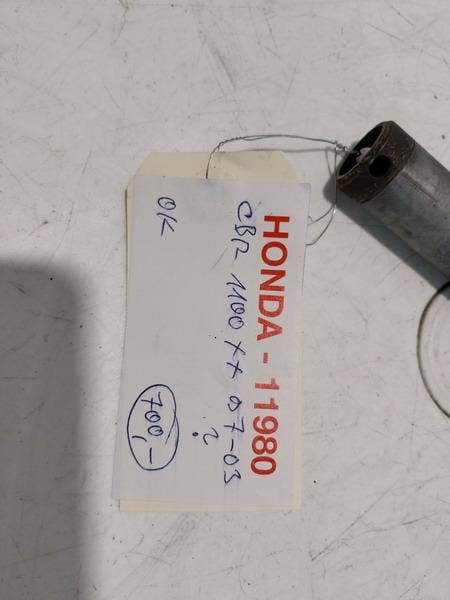 HONDA - 11980
CBR 1100 XX 97-03
?
OK
700,-